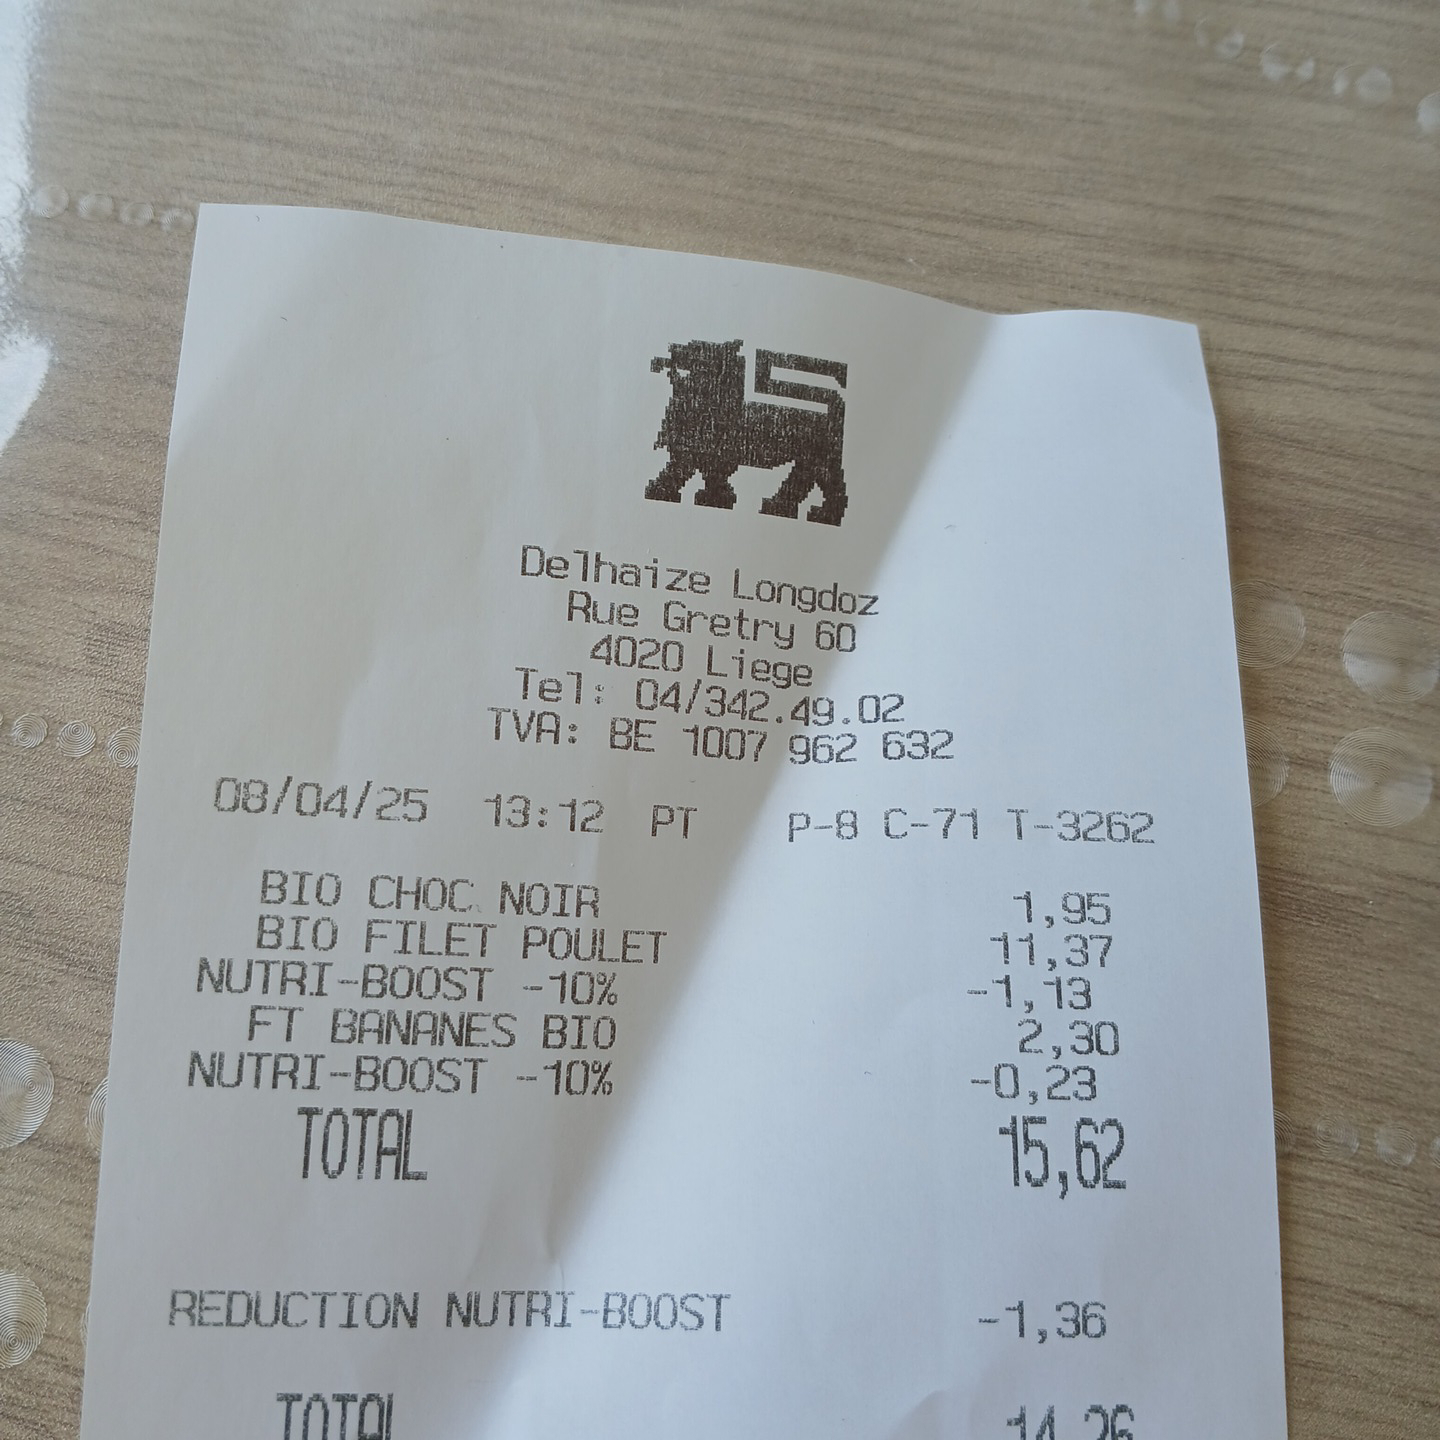 Delhaize Longdoz
Rue Gretry 60
4020 Liege
Tel: 04/342.49.02
TVA: BE 1007 962 632
08/04/25 13:12 PT P-8 C-71 T-3262
BIO CHOC NOIR 1,95
BIO FILET POULET 11,37
NUTRI-BOOST -10% -1,13
FT BANANES BIO 2,30
NUTRI-BOOST -10% -0,23
TOTAL 15,62
REDUCTION NUTRI-BOOST -1,36
TOTAL 14,26